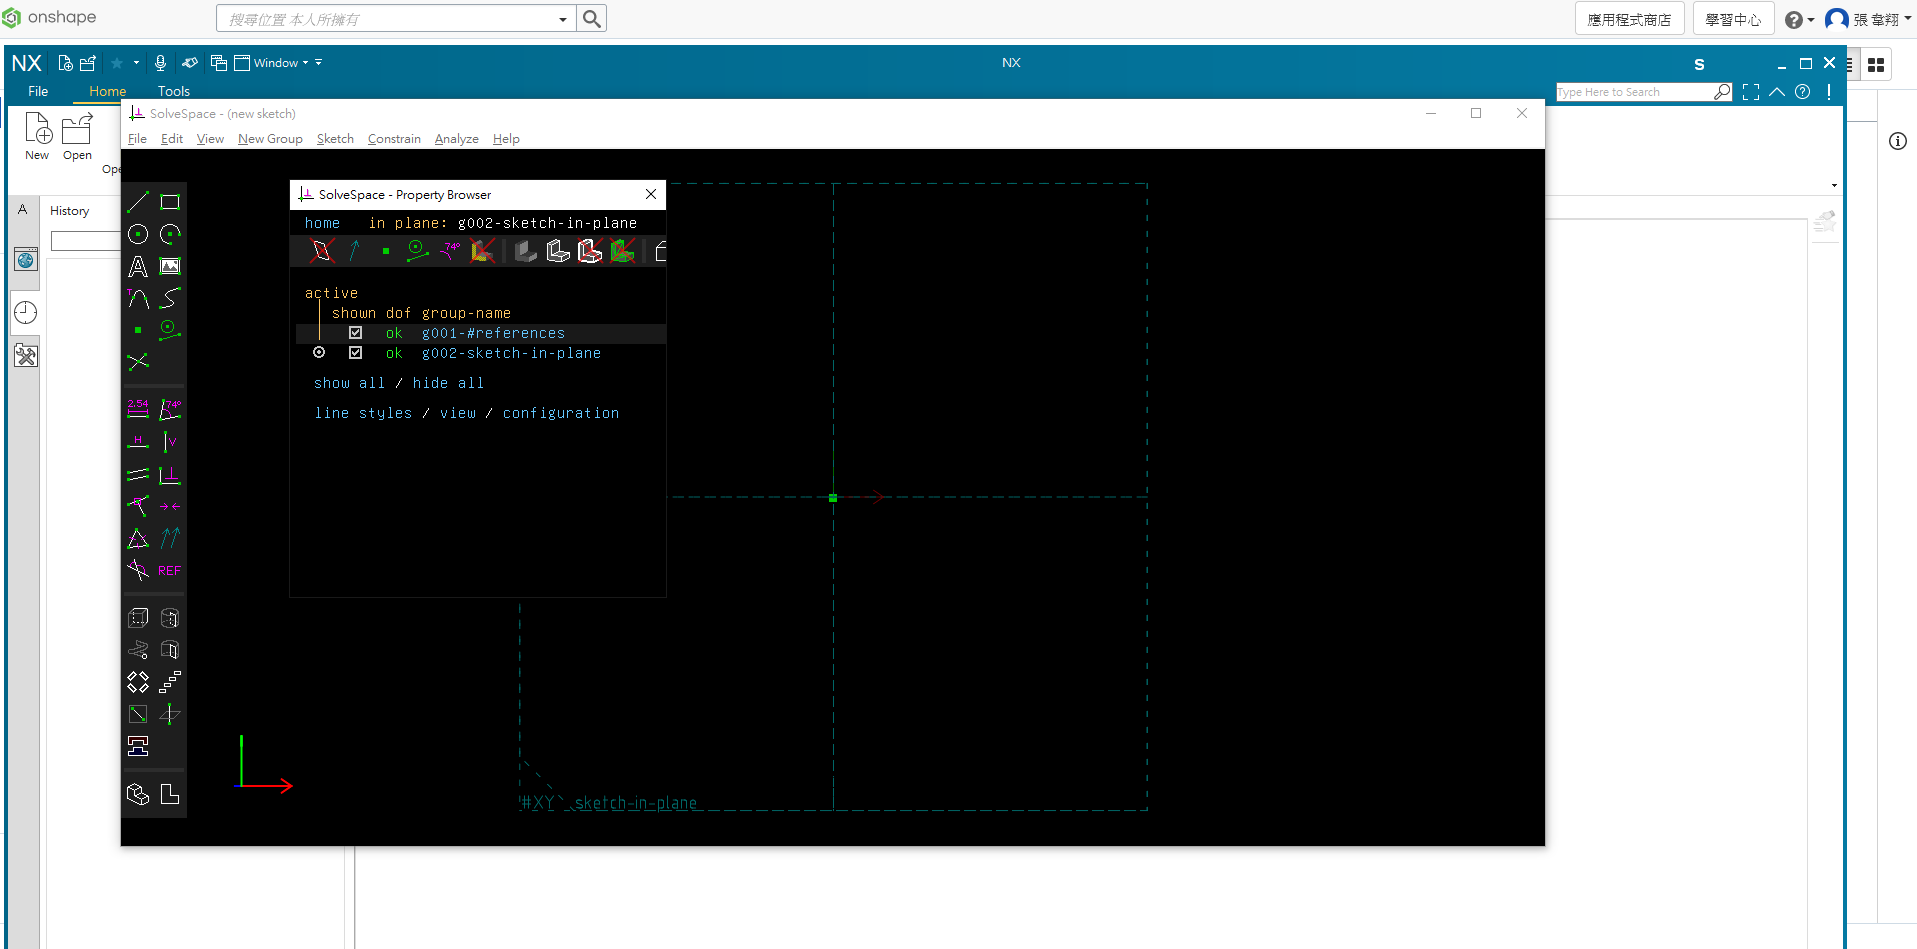 onshape
搜尋位置 本人所擁有
應用程式商店
學習中心
張 韋翔
NX
Window
NX
S
File
Home
Tools
Type Here to Search
New
Open
SolveSpace - (new sketch)
File Edit View New Group Sketch Constrain Analyze Help
A
History
SolveSpace - Property Browser
home in plane: g002-sketch-in-plane
74°
active
shown dof group-name
ok g001-#references
ok g002-sketch-in-plane
show all / hide all
line styles / view / configuration
A
T
2.54
74°
H
V
REF
#XY
sketch-in-plane